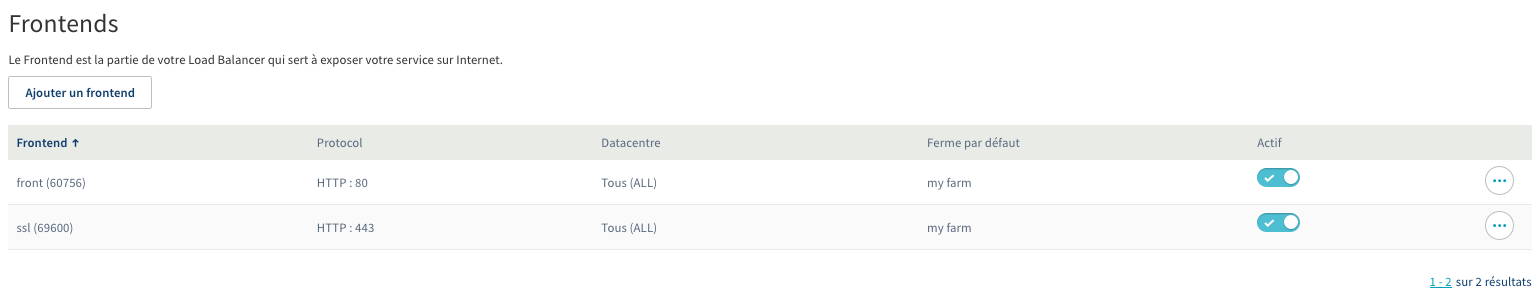 Frontends
Le Frontend est la partie de votre Load Balancer qui sert à exposer votre service sur Internet.
Ajouter un frontend
Frontend ↑ Protocol Datacentre Ferme par défaut Actif
front (60756) HTTP : 80 Tous (ALL) my farm
ssl (69600) HTTP : 443 Tous (ALL) my farm
1 - 2 sur 2 résultats